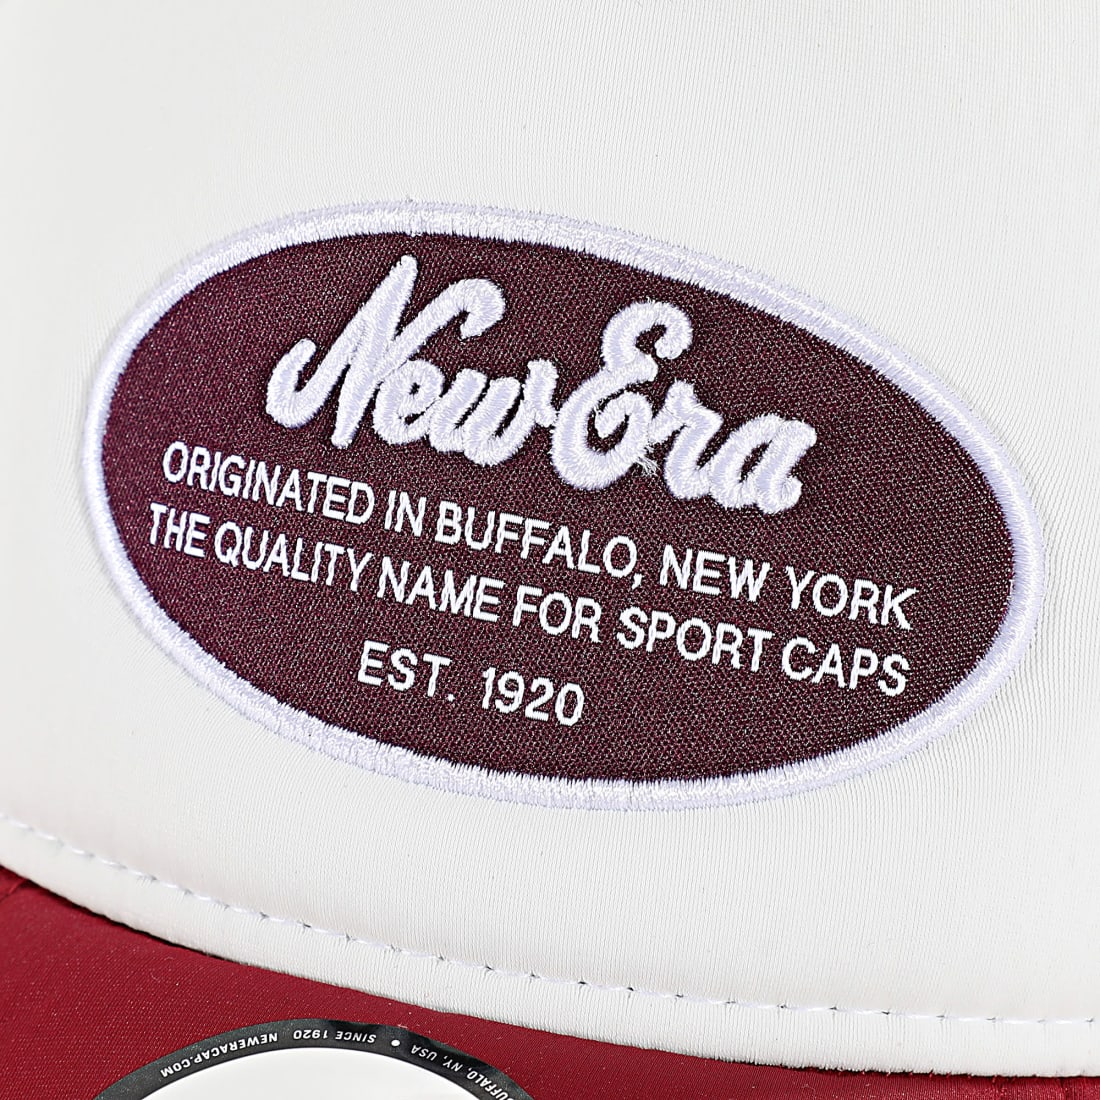 New Era
ORIGINATED IN BUFFALO, NEW YORK
THE QUALITY NAME FOR SPORT CAPS
EST. 1920
BUFFALO, NY, USA • SINCE 1920 NEWERACAP.COM